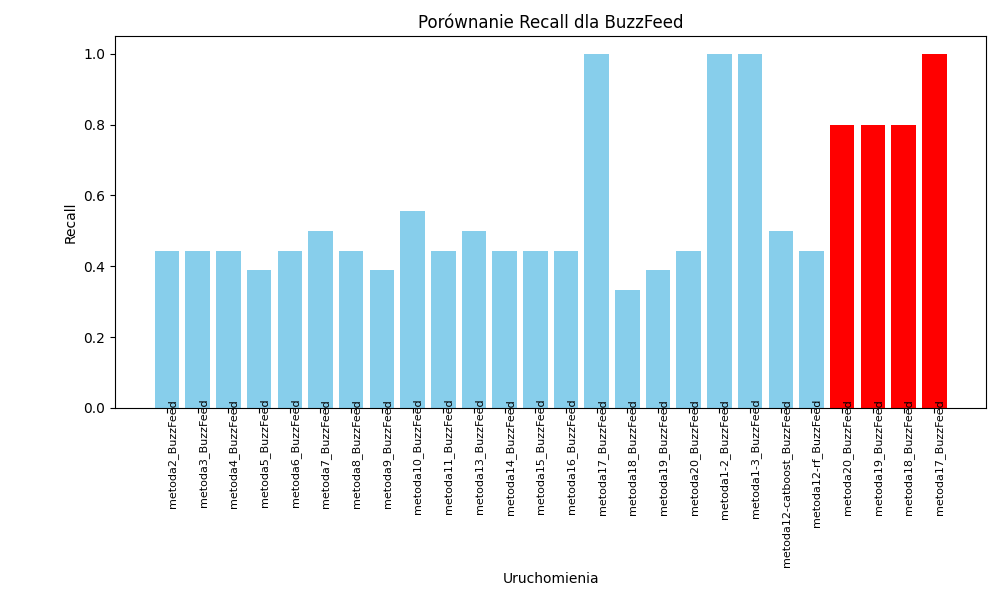 Porównanie Recall dla BuzzFeed
Recall
1.0
0.8
0.6
0.4
0.2
0.0
metoda2_BuzzFeed
metoda3_BuzzFeed
metoda4_BuzzFeed
metoda5_BuzzFeed
metoda6_BuzzFeed
metoda7_BuzzFeed
metoda8_BuzzFeed
metoda9_BuzzFeed
metoda10_BuzzFeed
metoda11_BuzzFeed
metoda13_BuzzFeed
metoda14_BuzzFeed
metoda15_BuzzFeed
metoda16_BuzzFeed
metoda17_BuzzFeed
metoda18_BuzzFeed
metoda19_BuzzFeed
metoda20_BuzzFeed
metoda1-2_BuzzFeed
metoda1-3_BuzzFeed
metoda12-catboost_BuzzFeed
metoda12-rf_BuzzFeed
metoda20_BuzzFeed
metoda19_BuzzFeed
metoda18_BuzzFeed
metoda17_BuzzFeed
Uruchomienia